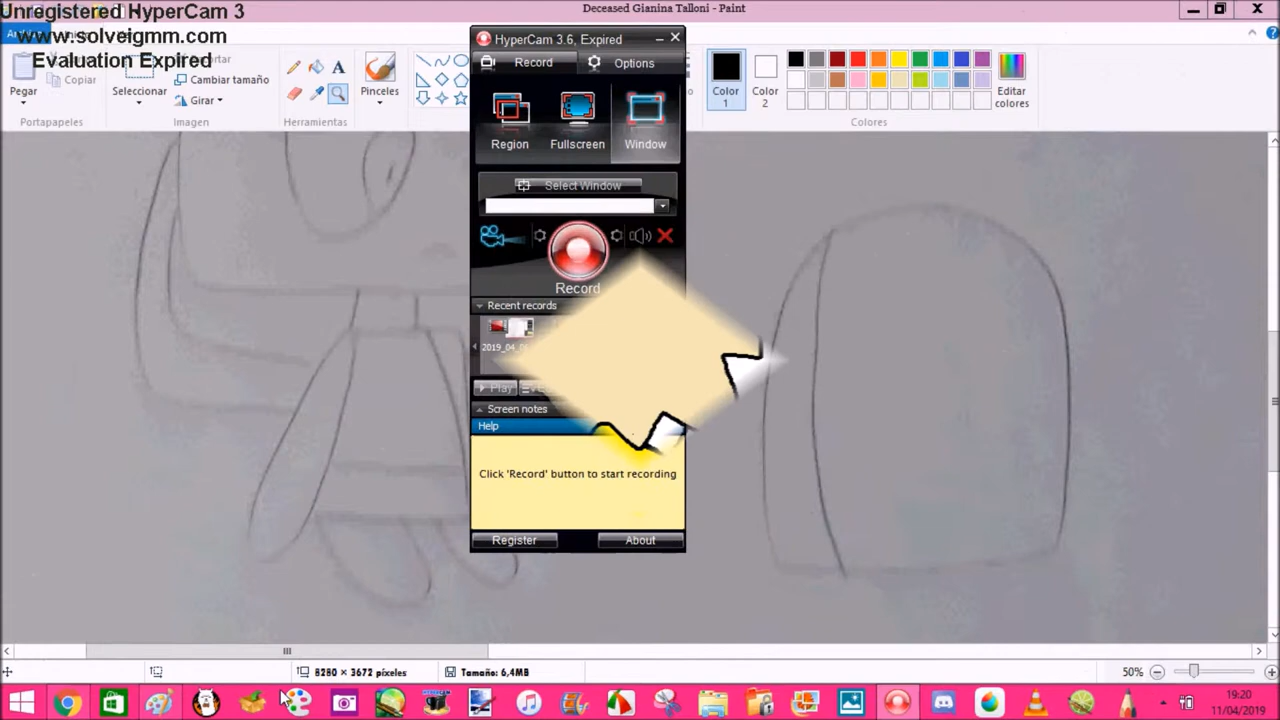 Unregistered HyperCam 3
www.solveigmm.com
Evaluation Expired
Deceased Gianina Talloni - Paint
HyperCam 3.6, Expired
Record
Options
Pegar
Copiar
Seleccionar
Cambiar tamaño
Girar
Pinceles
Color 1
Color 2
Editar colores
Portapapeles
Imagen
Herramientas
Colores
Region
Fullscreen
Window
Select Window
Record
Recent records
Play
Screen notes
Help
Click 'Record' button to start recording
Register
About
8280 × 3672 píxeles
Tamaño: 6,4MB
50%
19:20
11/04/2019